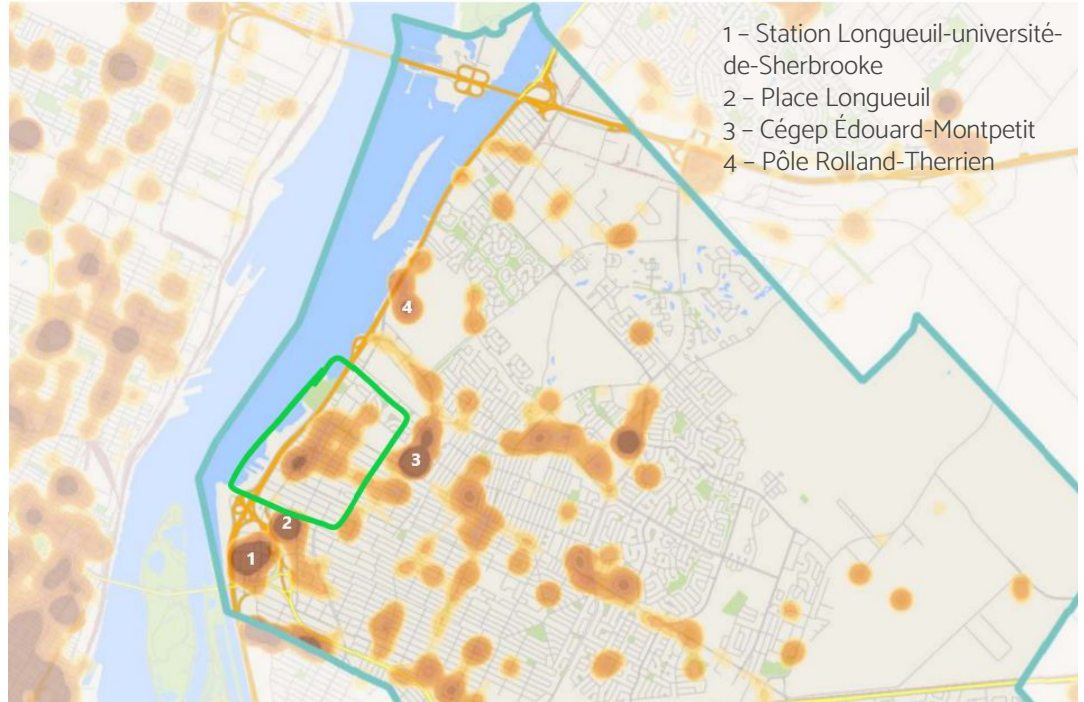 1 – Station Longueuil-université-
de-Sherbrooke
2 – Place Longueuil
3 – Cégep Édouard-Montpetit
4 – Pôle Rolland-Therrien
4
3
2
1